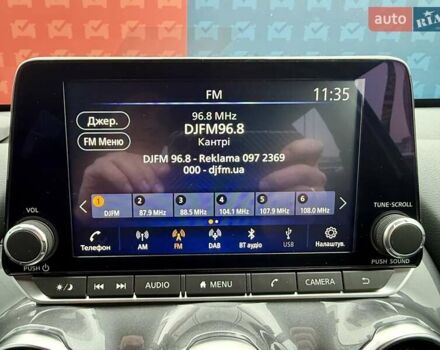 auto RIA
FM 11:35
Джер.
FM Меню
96.8 MHz
DJFM96.8
Кантрі
DJFM 96.8 - Reklama 097 2369
000 - djfm.ua
1 2 3 4 5 6
DJFM 87.9 MHz 88.5 MHz 104.1 MHz 107.9 MHz 108.0 MHz
Телефон AM FM DAB BT аудіо USB Налаштув.
VOL
PUSH
TUNE·SCROLL
PUSH SOUND
AUDIO MENU CAMERA